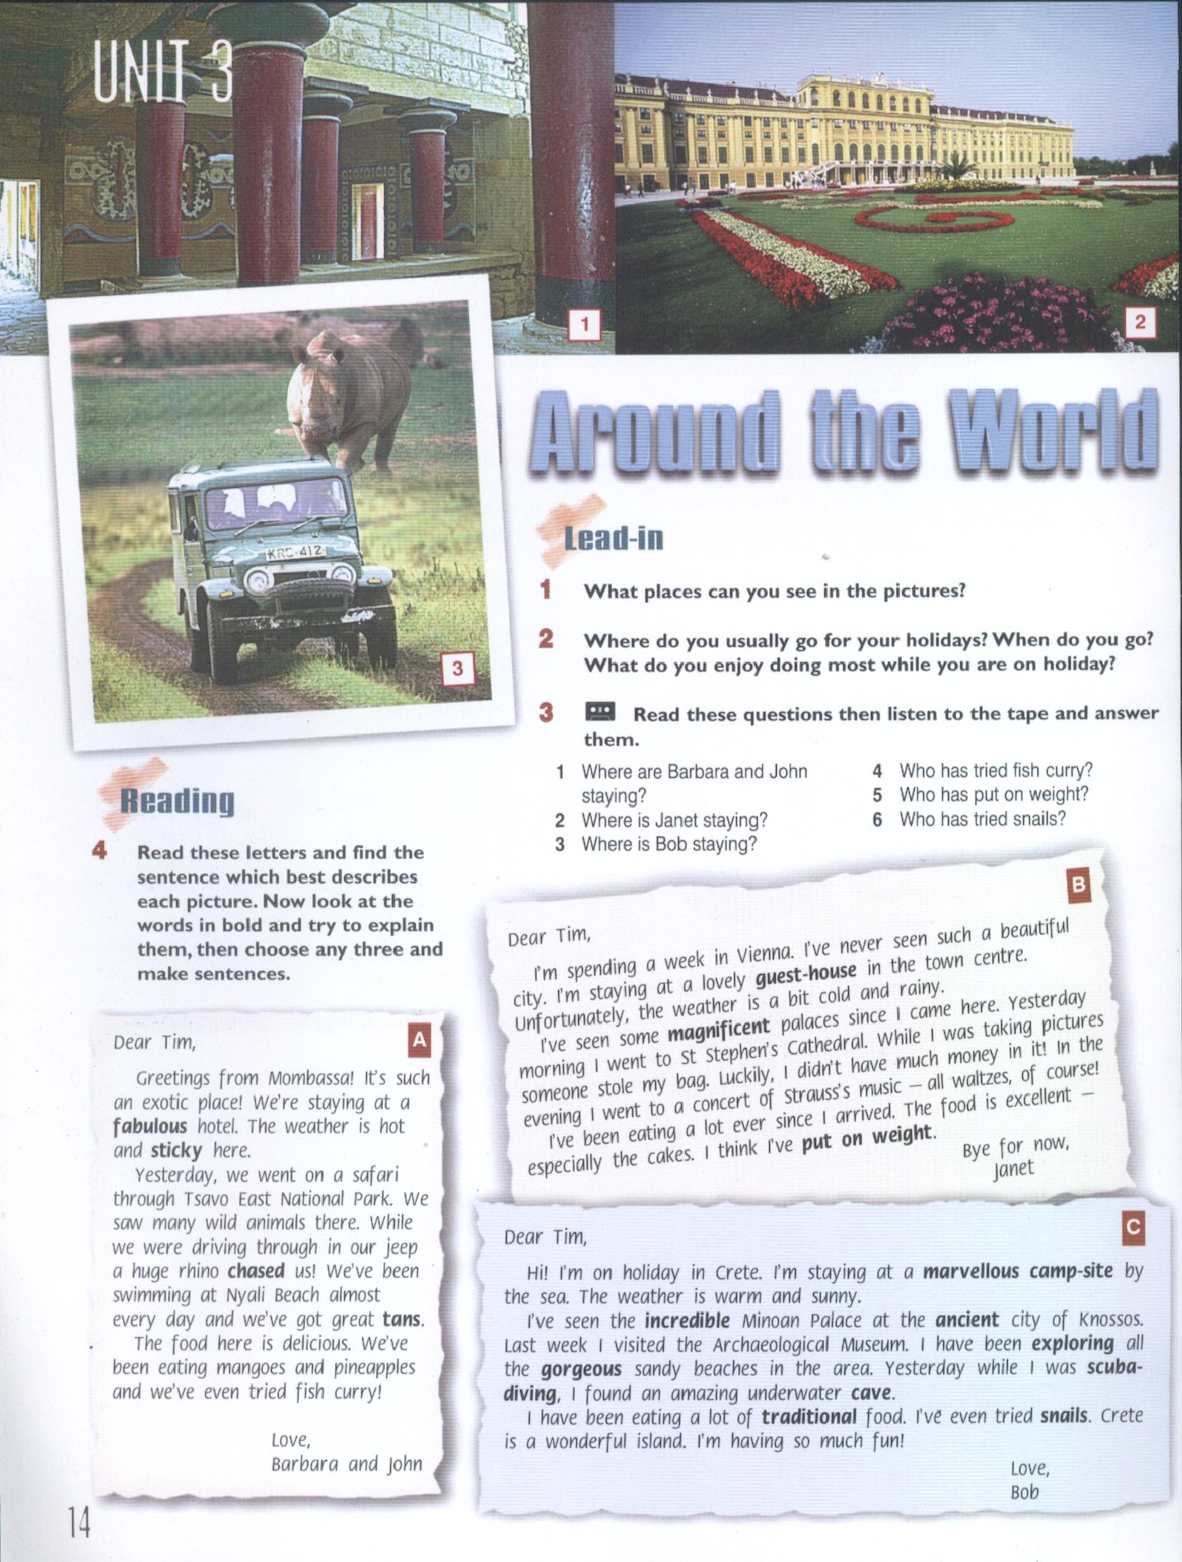 UNIT 3
1
2
KRC-412
3
Around the World
Lead-in
1 What places can you see in the pictures?
2 Where do you usually go for your holidays? When do you go?
What do you enjoy doing most while you are on holiday?
3 Read these questions then listen to the tape and answer
them.
1 Where are Barbara and John
staying?
2 Where is Janet staying?
3 Where is Bob staying?
4 Who has tried fish curry?
5 Who has put on weight?
6 Who has tried snails?
Reading
4 Read these letters and find the
sentence which best describes
each picture. Now look at the
words in bold and try to explain
them, then choose any three and
make sentences.
A
Dear Tim,
Greetings from Mombassa! It's such
an exotic place! We're staying at a
fabulous hotel. The weather is hot
and sticky here.
Yesterday, we went on a safari
through Tsavo East National Park. We
saw many wild animals there. While
we were driving through in our jeep
a huge rhino chased us! We've been
swimming at Nyali Beach almost
every day and we've got great tans.
The food here is delicious. We've
been eating mangoes and pineapples
and we've even tried fish curry!
Love,
Barbara and John
B
Dear Tim,
I'm spending a week in Vienna. I've never seen such a beautiful
city. I'm staying at a lovely guest-house in the town centre.
Unfortunately, the weather is a bit cold and rainy.
I've seen some magnificent palaces since I came here. Yesterday
morning I went to St Stephen's Cathedral. While I was taking pictures
someone stole my bag. Luckily, I didn't have much money in it! In the
evening I went to a concert of Strauss's music – all waltzes, of course!
I've been eating a lot ever since I arrived. The food is excellent –
especially the cakes. I think I've put on weight.
Bye for now,
Janet
C
Dear Tim,
Hi! I'm on holiday in Crete. I'm staying at a marvellous camp-site by
the sea. The weather is warm and sunny.
I've seen the incredible Minoan Palace at the ancient city of Knossos.
Last week I visited the Archaeological Museum. I have been exploring all
the gorgeous sandy beaches in the area. Yesterday while I was scuba-
diving, I found an amazing underwater cave.
I have been eating a lot of traditional food. I've even tried snails. Crete
is a wonderful island. I'm having so much fun!
Love,
Bob
14